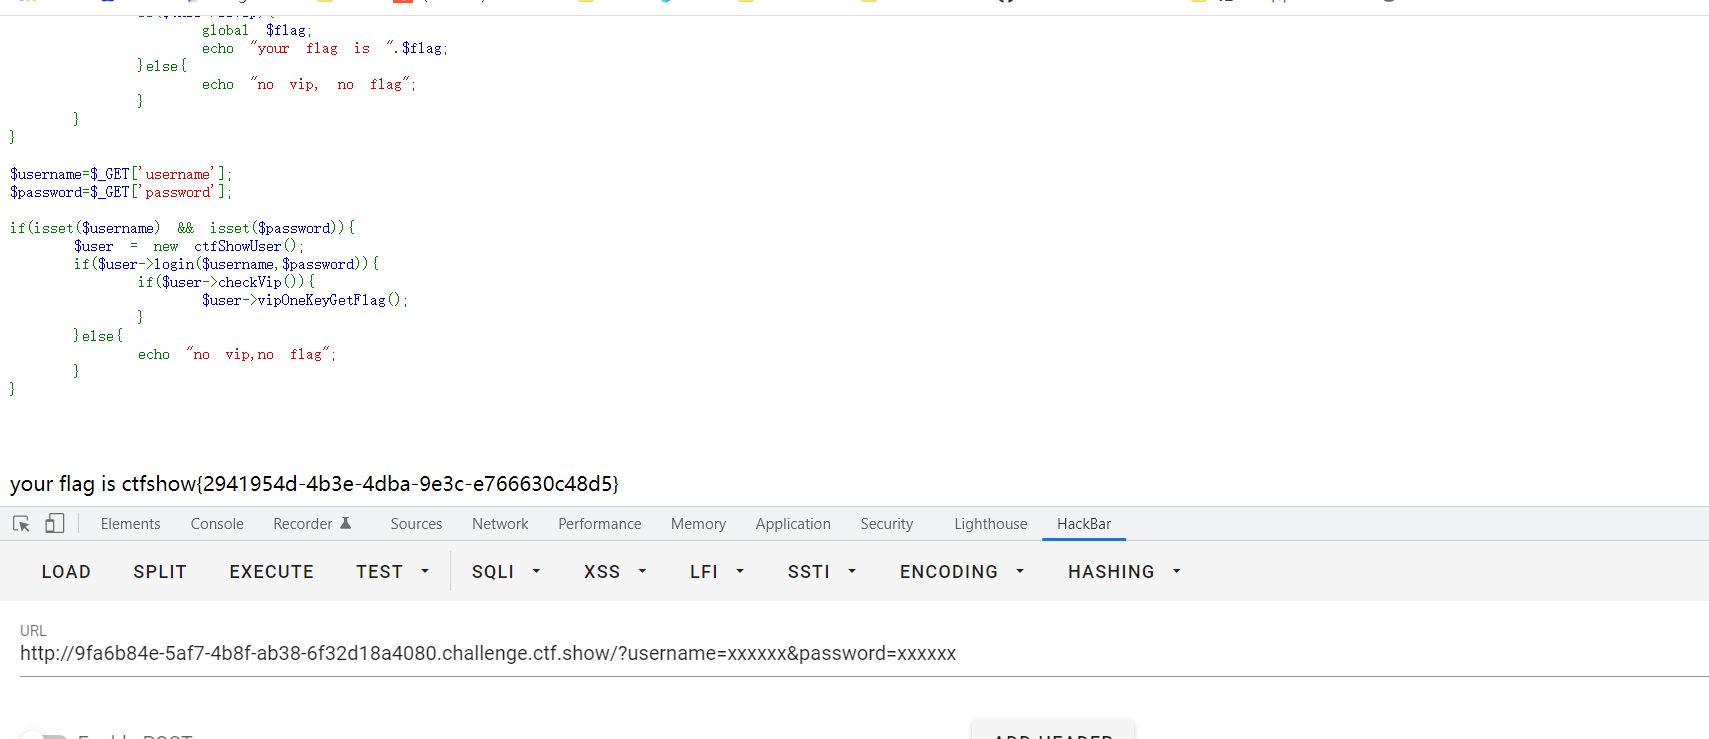 global $flag;
echo "your flag is ".$flag;
}else{
echo "no vip, no flag";
}
}
}
$username=$_GET['username'];
$password=$_GET['password'];
if(isset($username) && isset($password)){
$user = new ctfShowUser();
if($user->login($username,$password)){
if($user->checkVip()){
$user->vipOneKeyGetFlag();
}
}else{
echo "no vip,no flag";
}
}
your flag is ctfshow{2941954d-4b3e-4dba-9e3c-e766630c48d5}
Elements Console Recorder Sources Network Performance Memory Application Security Lighthouse HackBar
LOAD SPLIT EXECUTE TEST SQLI XSS LFI SSTI ENCODING HASHING
URL
http://9fa6b84e-5af7-4b8f-ab38-6f32d18a4080.challenge.ctf.show/?username=xxxxxx&password=xxxxxx
ADD HEADER